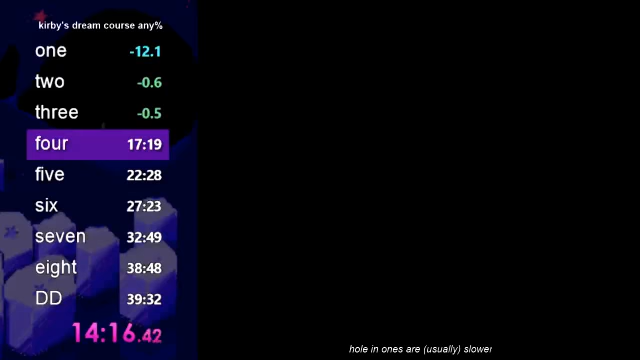 kirby's dream course any%
one -12.1
two -0.6
three -0.5
four 17:19
five 22:28
six 27:23
seven 32:49
eight 38:48
DD 39:32
14:16.42
hole in ones are (usually) slower